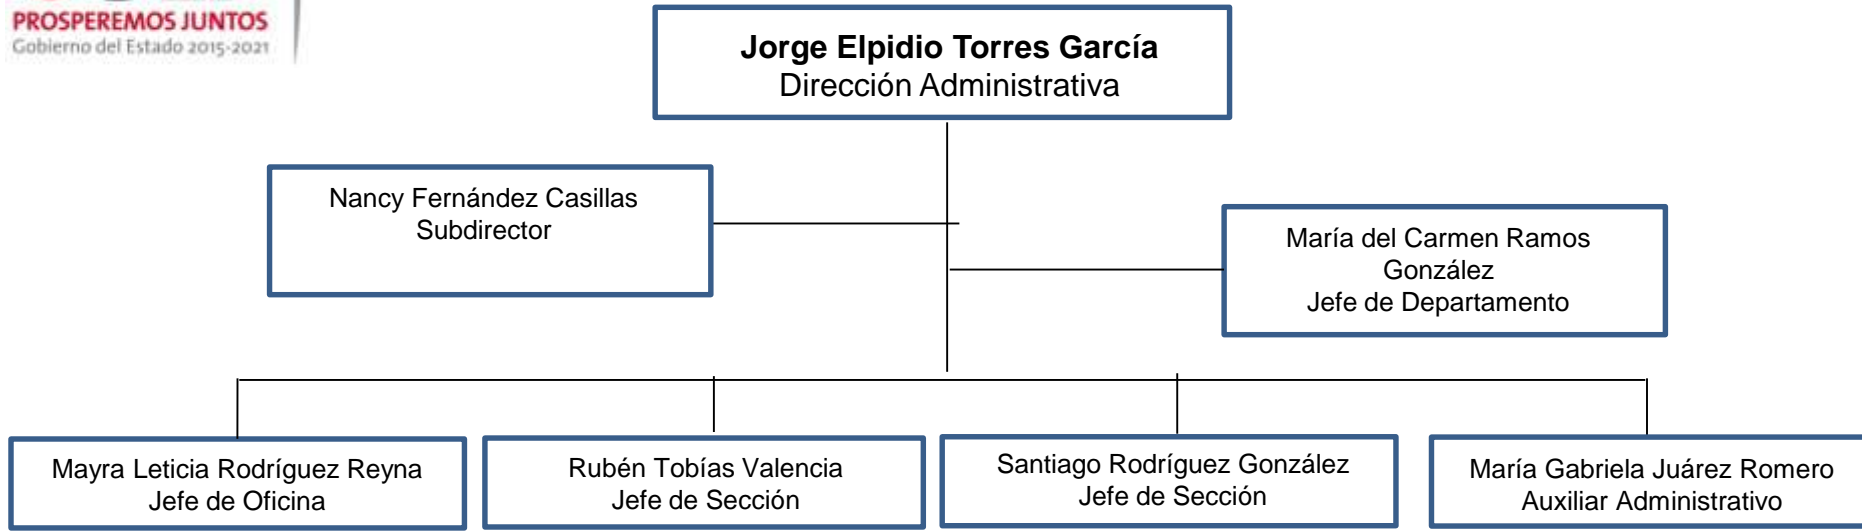 PROSPEREMOS JUNTOS
Gobierno del Estado 2015-2021
Jorge Elpidio Torres García
Dirección Administrativa
Nancy Fernández Casillas
Subdirector
María del Carmen Ramos
González
Jefe de Departamento
Mayra Leticia Rodríguez Reyna
Jefe de Oficina
Rubén Tobías Valencia
Jefe de Sección
Santiago Rodríguez González
Jefe de Sección
María Gabriela Juárez Romero
Auxiliar Administrativo